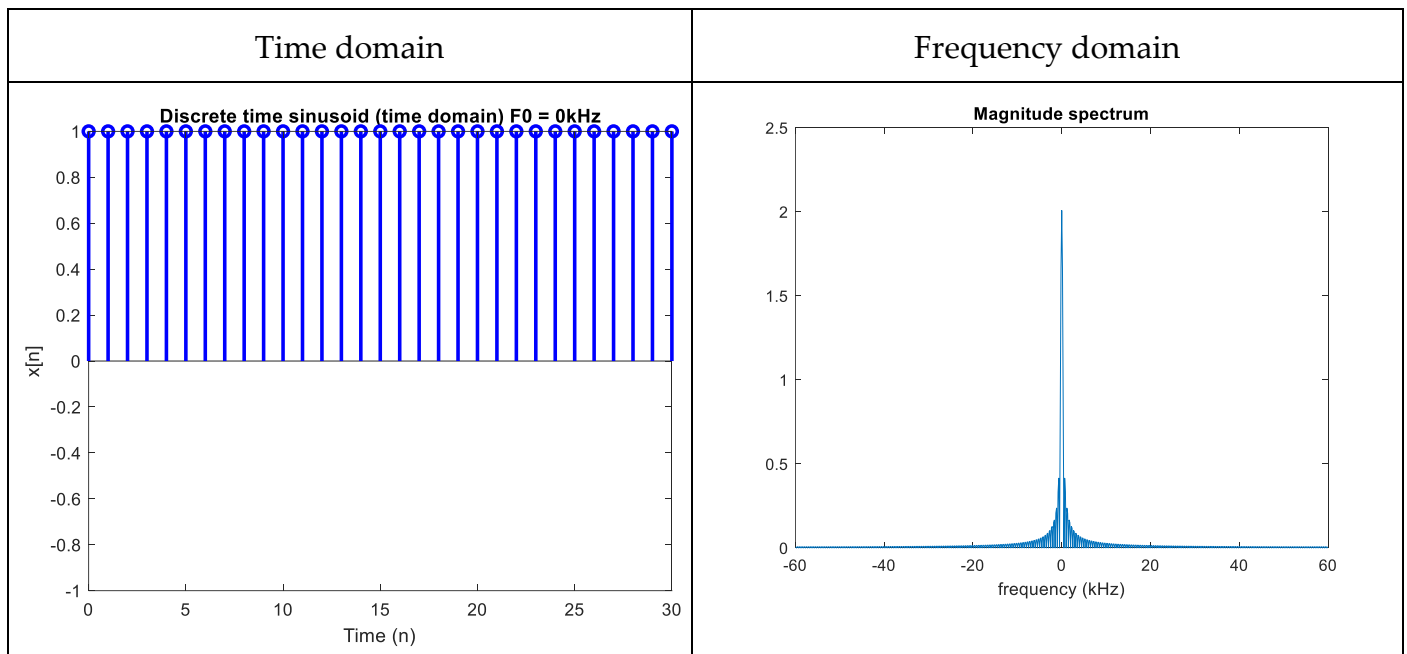 Time domain
Frequency domain
Discrete time sinusoid (time domain) F0 = 0kHz
1
0.8
0.6
0.4
0.2
0
-0.2
-0.4
-0.6
-0.8
-1
x[n]
0 5 10 15 20 25 30
Time (n)
Magnitude spectrum
2.5
2
1.5
1
0.5
0
-60 -40 -20 0 20 40 60
frequency (kHz)